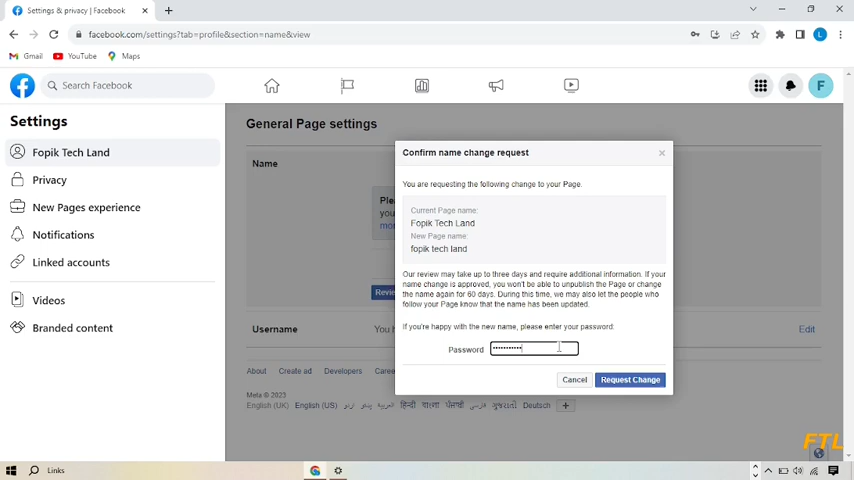 Settings & privacy | Facebook
facebook.com/settings?tab=profile&section=name&view
L
Gmail
YouTube
Maps
Search Facebook
F
Settings
General Page settings
Fopik Tech Land
Name
Confirm name change request
You are requesting the following change to your Page.
Privacy
Current Page name:
Fopik Tech Land
New Pages experience
New Page name:
fopik tech land
Notifications
Linked accounts
Our review may take up to three days and require additional information. If your
name change is approved, you won't be able to unpublish the Page or change
the name again for 60 days. During this time, we may also let the people who
follow your Page know that the name has been updated.
Videos
Branded content
If you're happy with the new name, please enter your password:
Username
Edit
Password
About Create ad Developers
Cancel
Request Change
Meta © 2023
English (UK) English (US) اردو العربية پښتو हिन्दी বাংলা ਪੰਜਾਬੀ فارسی ગુજરાતી Deutsch
FTL
Links